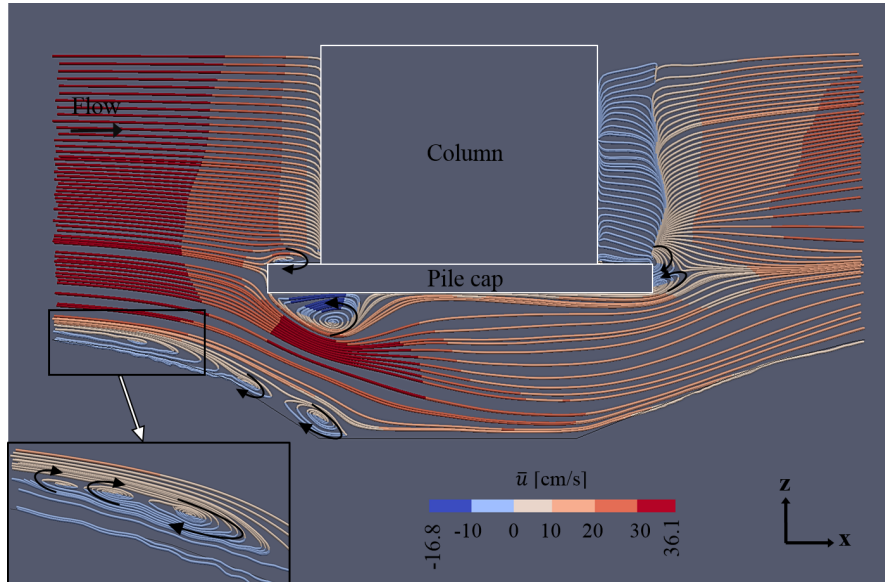 Flow
Column
Pile cap
u̅ [cm/s]
z
-16.8
-10
0
10
20
30
36.1
x